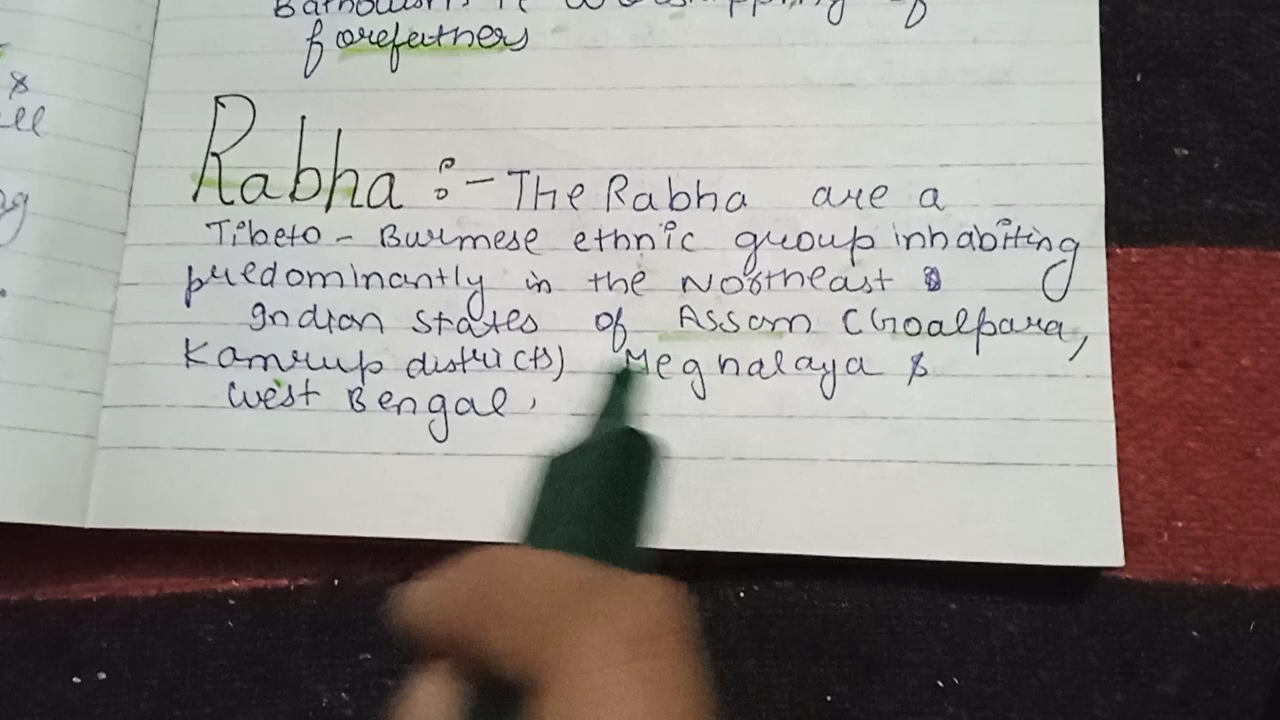 forefathers
Rabha :- The Rabha are a
Tibeto - Burmese ethnic group inhabiting
predominantly in the Northeast
Indian states of Assam (Goalpara,
Kamrup districts) Meghalaya &
West Bengal,